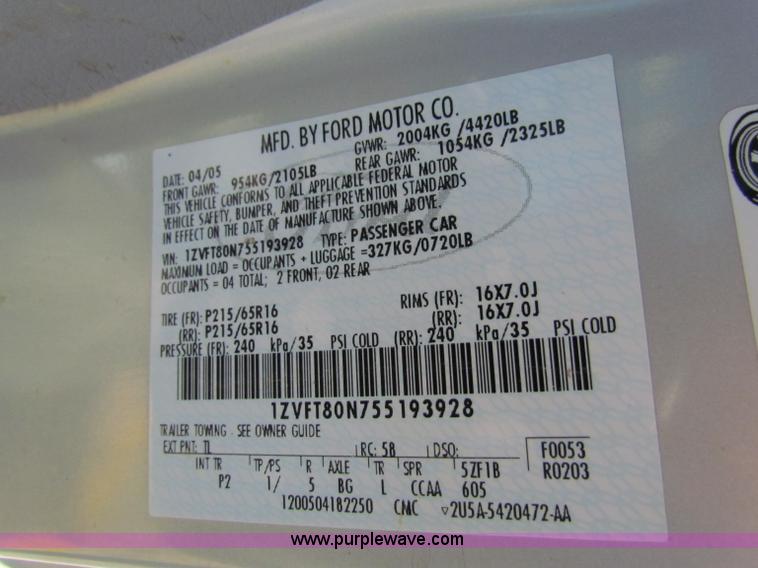 MFD. BY FORD MOTOR CO.
DATE: 04/05 GVWR: 2004KG /4420LB
FRONT GAWR: 954KG/2105LB REAR GAWR: 1054KG /2325LB
THIS VEHICLE CONFORMS TO ALL APPLICABLE FEDERAL MOTOR
VEHICLE SAFETY, BUMPER, AND THEFT PREVENTION STANDARDS
IN EFFECT ON THE DATE OF MANUFACTURE SHOWN ABOVE.
VIN: 1ZVFT80N755193928 TYPE: PASSENGER CAR
MAXIMUM LOAD = OCCUPANTS + LUGGAGE =327KG/0720LB
OCCUPANTS = 04 TOTAL; 2 FRONT, 02 REAR
TIRE (FR): P215/65R16 RIMS (FR): 16X7.0J
(RR): P215/65R16 (RR): 16X7.0J
PRESSURE (FR): 240 kPa/35 PSI COLD (RR): 240 kPa/35 PSI COLD
1ZVFT80N755193928
TRAILER TOWING - SEE OWNER GUIDE
EXT PNT: TL RC: 58 DSO: F0053
INT TR TP/PS R AXLE TR SPR 5ZF1B R0203
P2 1/ 5 BG L CCAA 605
1200504182250 CMC ▽2U5A-5420472-AA
www.purplewave.com